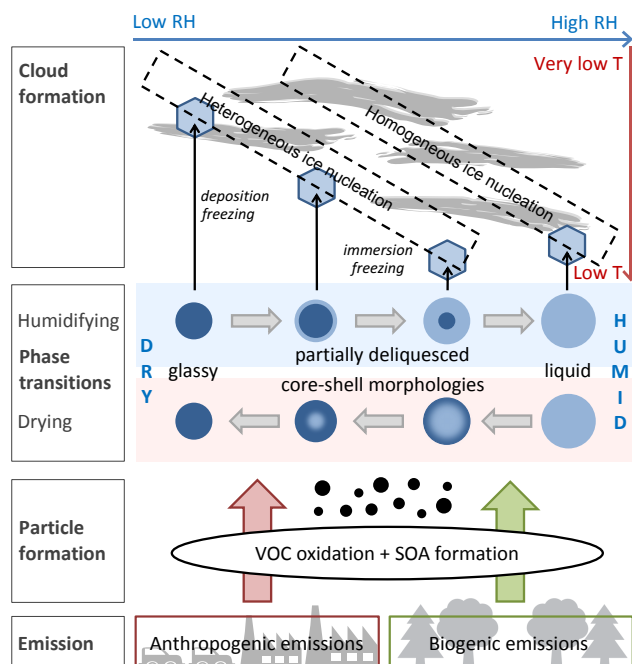 Low RH
High RH
Cloud
formation
Very low T
Heterogeneous ice nucleation
Homogeneous ice nucleation
deposition
freezing
immersion
freezing
Low T
Humidifying
Phase
transitions
Drying
DRY
glassy
partially deliquesced
core-shell morphologies
liquid
HUMID
Particle
formation
VOC oxidation + SOA formation
Emission
Anthropogenic emissions
Biogenic emissions